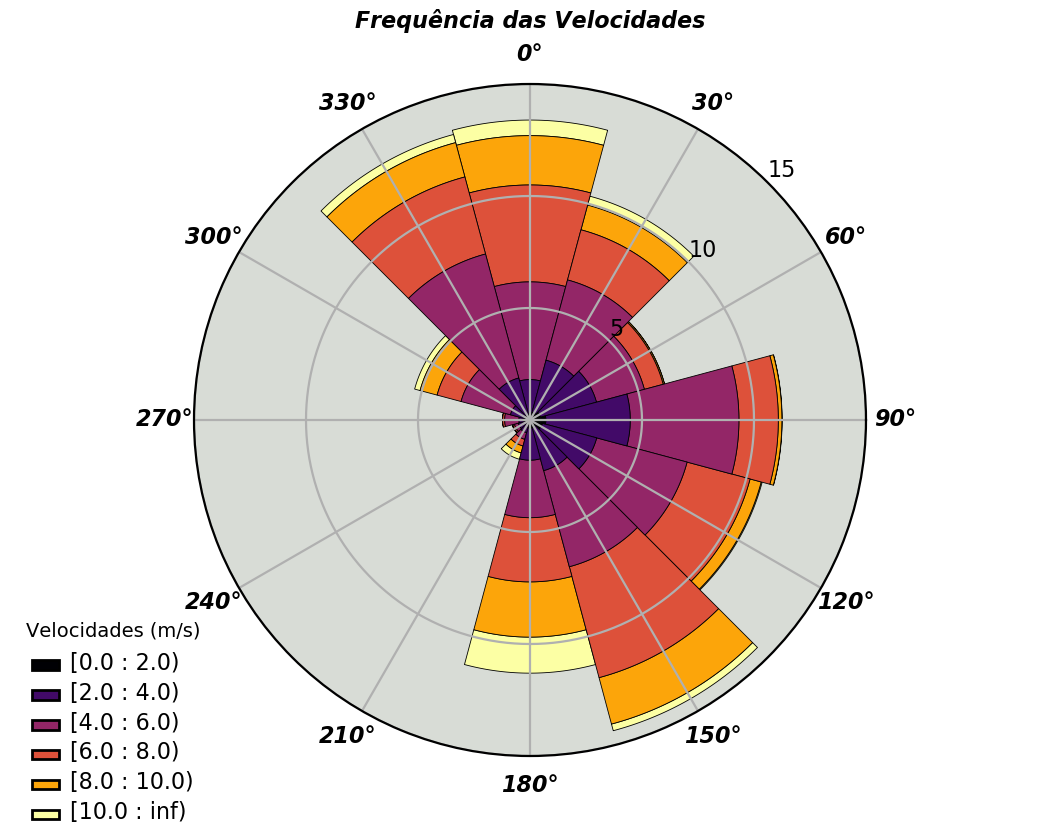 Frequência das Velocidades
0°
30°
60°
90°
120°
150°
180°
210°
240°
270°
300°
330°
5
10
15
Velocidades (m/s)
[0.0 : 2.0)
[2.0 : 4.0)
[4.0 : 6.0)
[6.0 : 8.0)
[8.0 : 10.0)
[10.0 : inf)